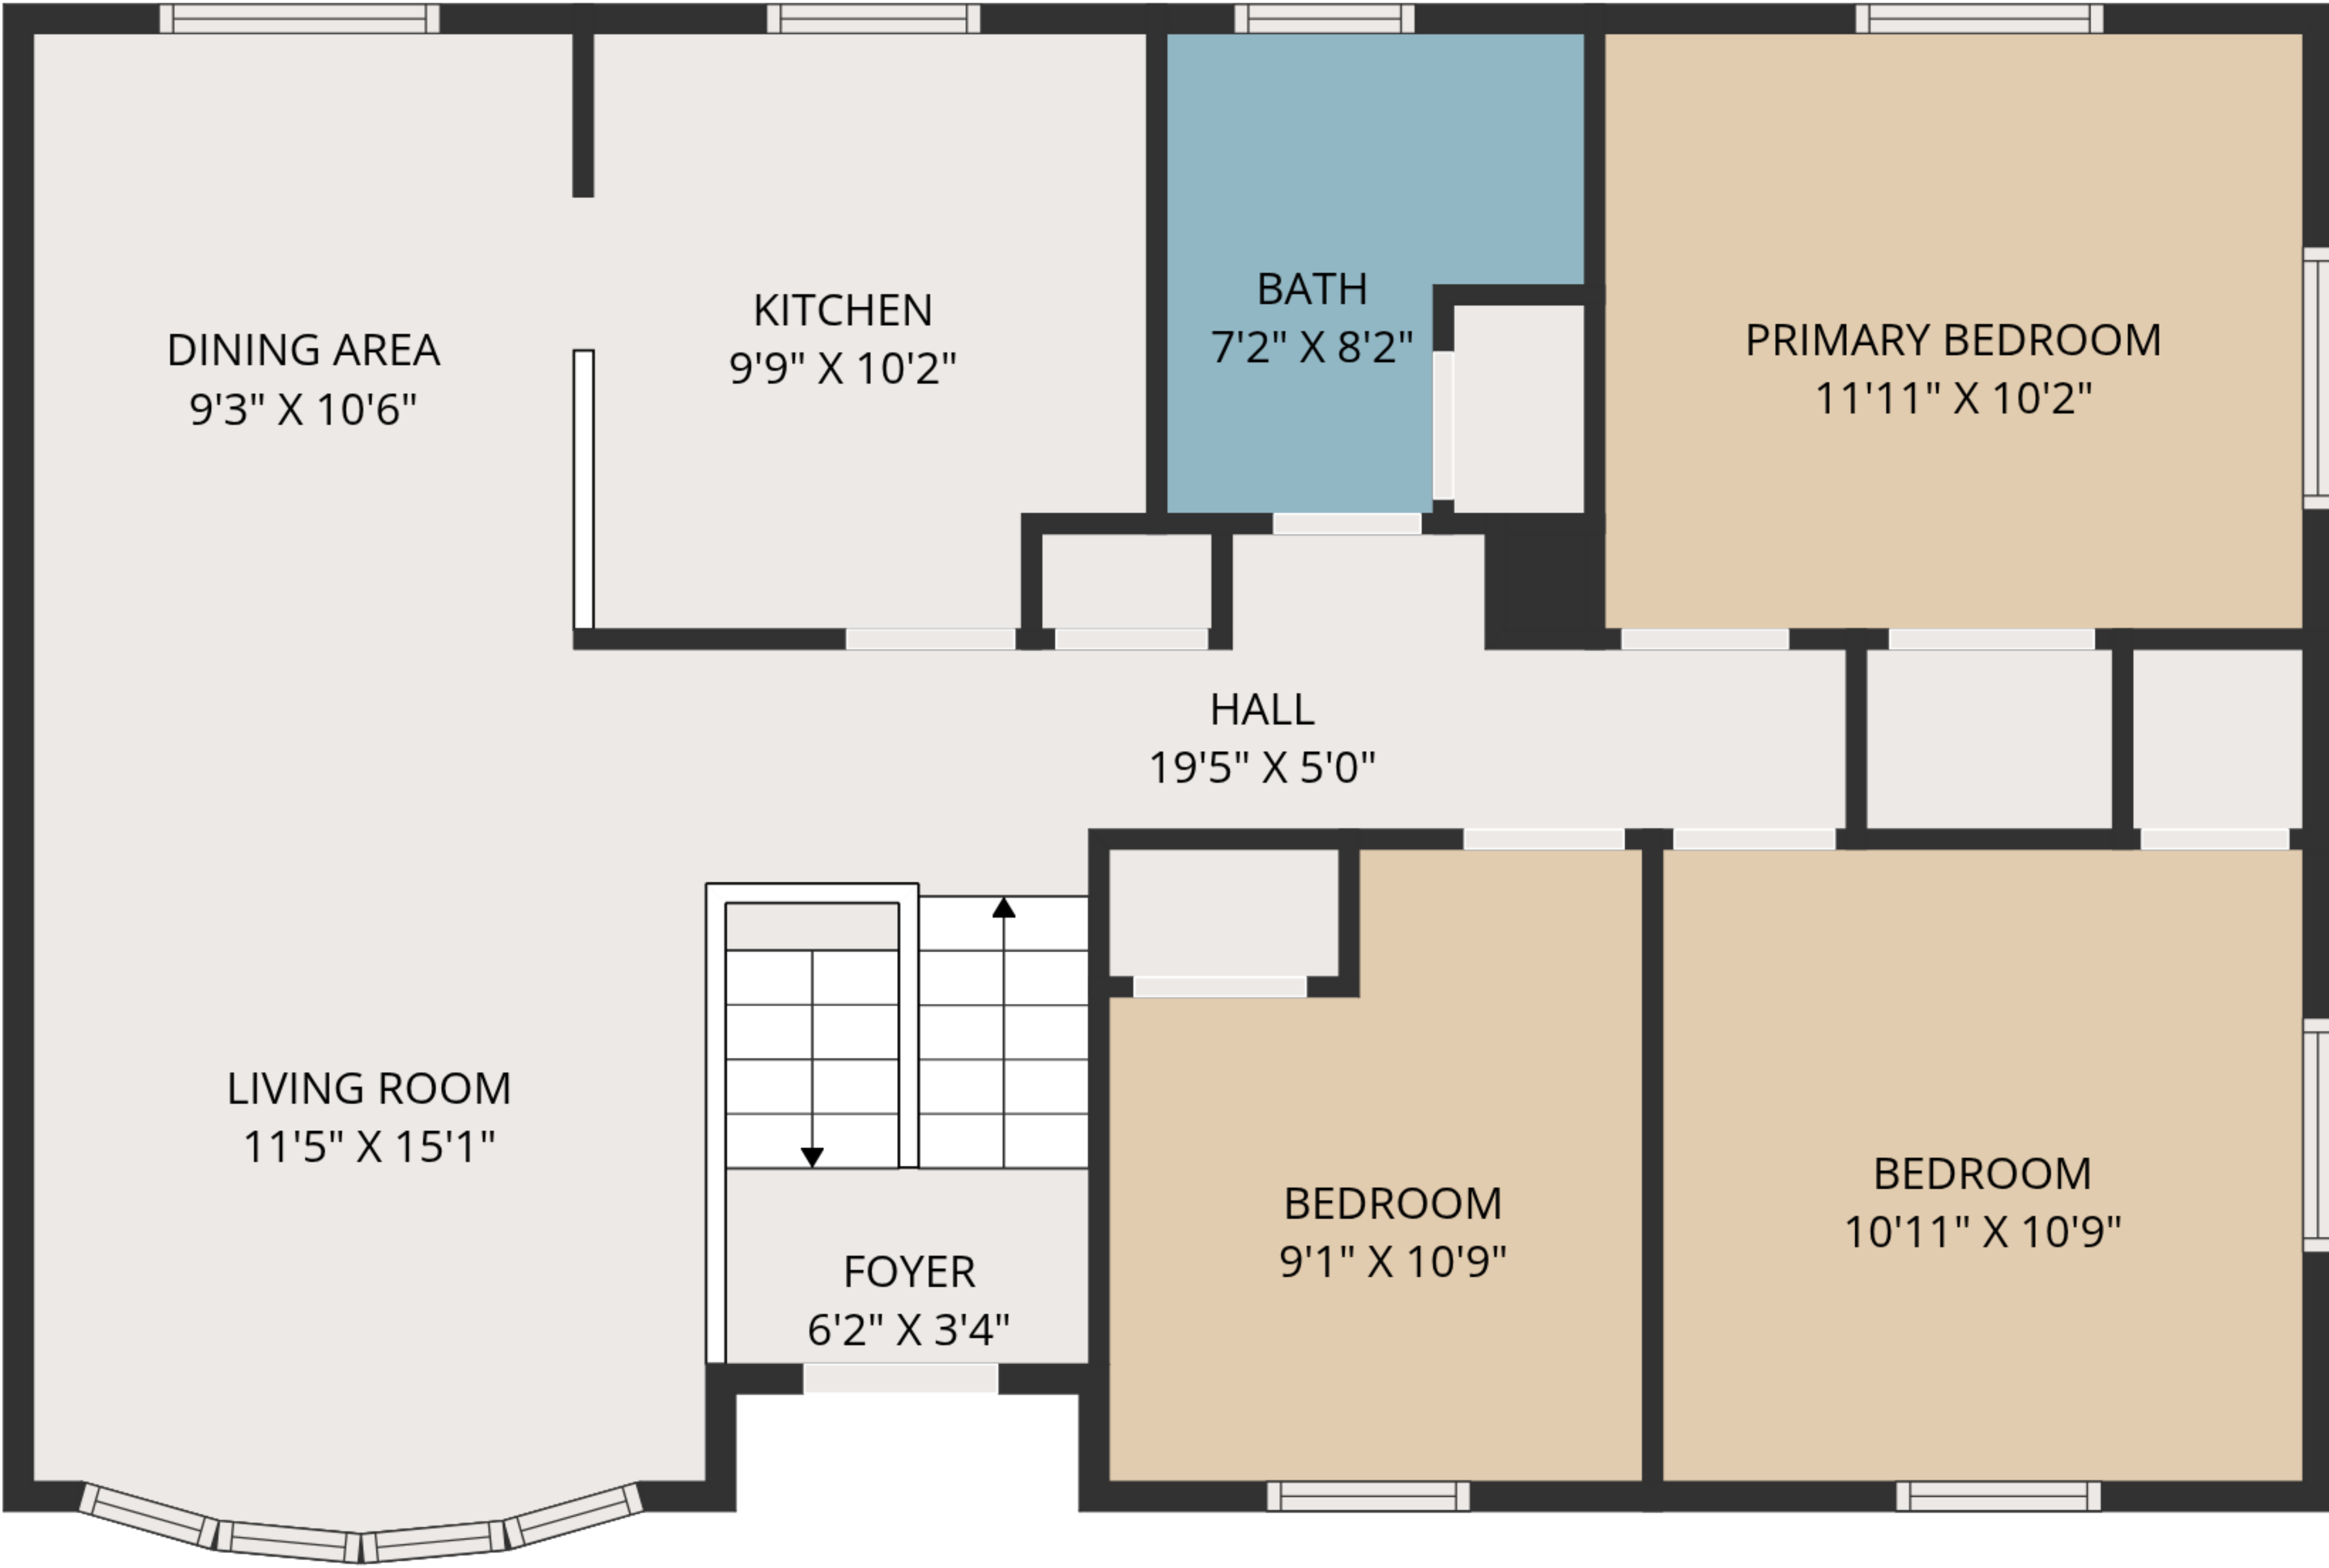 DINING AREA
9'3" X 10'6"
KITCHEN
9'9" X 10'2"
BATH
7'2" X 8'2"
PRIMARY BEDROOM
11'11" X 10'2"
HALL
19'5" X 5'0"
LIVING ROOM
11'5" X 15'1"
FOYER
6'2" X 3'4"
BEDROOM
9'1" X 10'9"
BEDROOM
10'11" X 10'9"